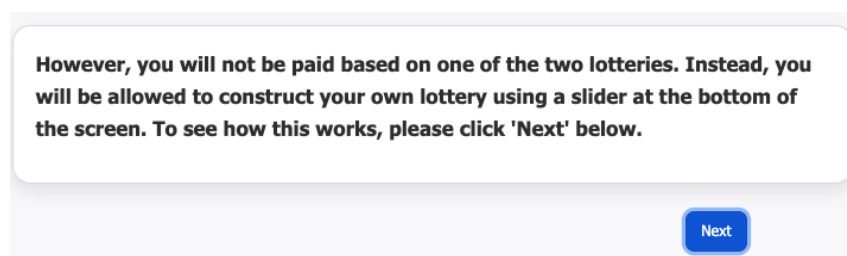 However, you will not be paid based on one of the two lotteries. Instead, you
will be allowed to construct your own lottery using a slider at the bottom of
the screen. To see how this works, please click 'Next' below.
Next